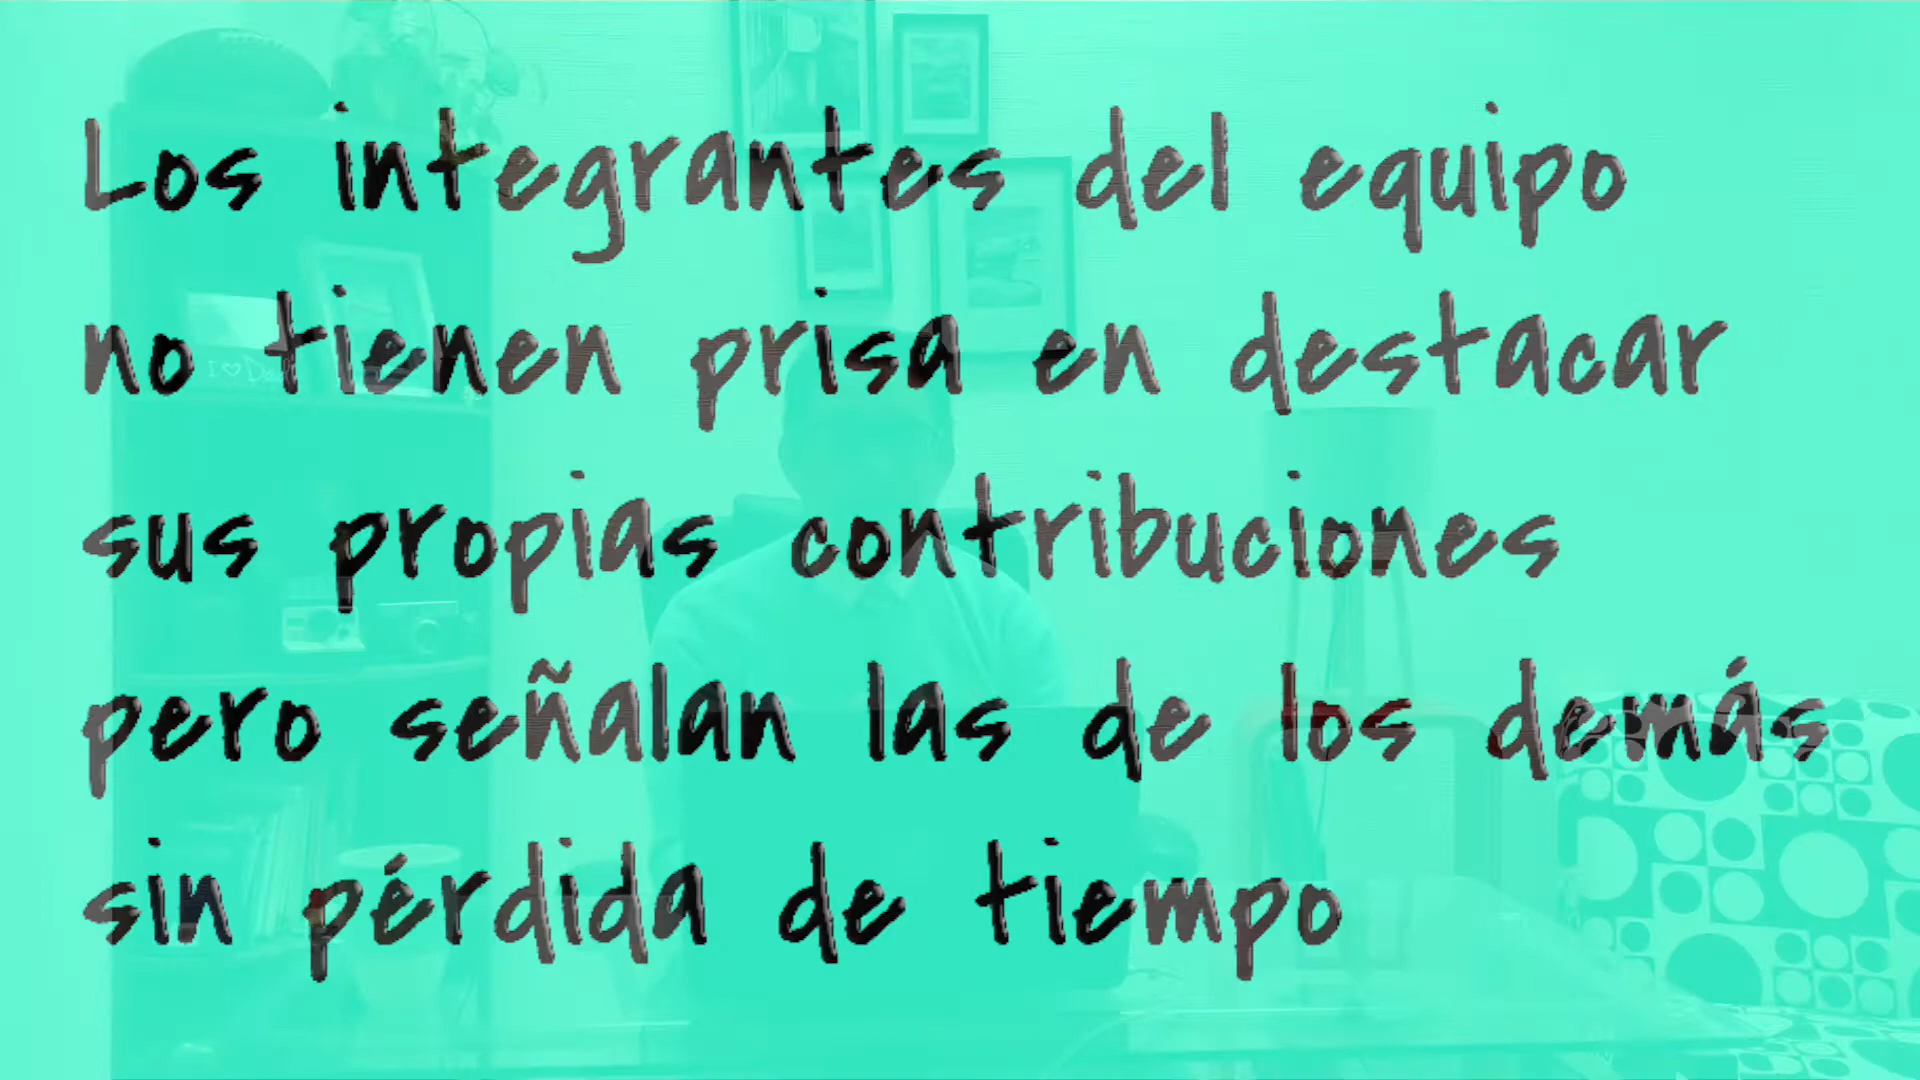 Los integrantes del equipo
no tienen prisa en destacar
sus propias contribuciones
pero señalan las de los demás
sin pérdida de tiempo